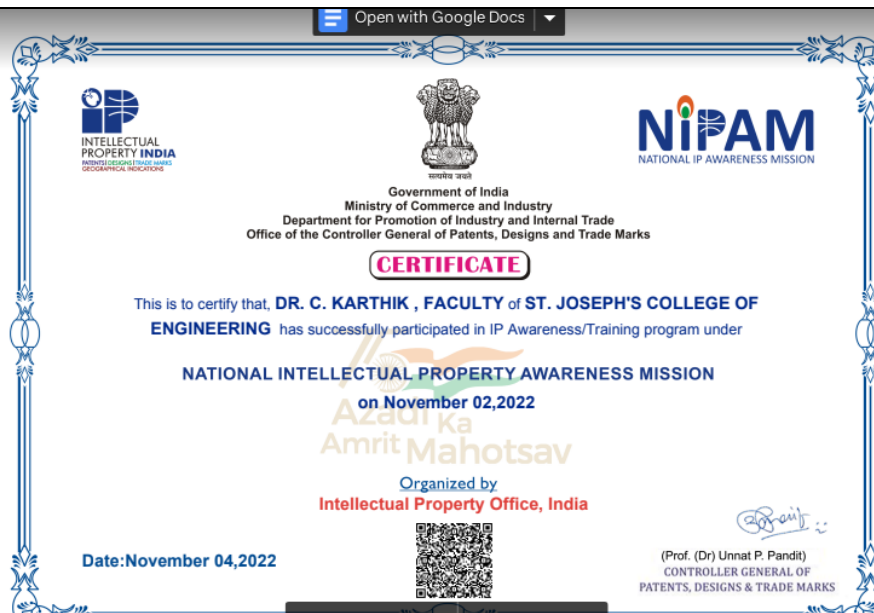 Open with Google Docs
INTELLECTUAL
PROPERTY INDIA
PATENTS | DESIGNS | TRADE MARKS
GEOGRAPHICAL INDICATIONS
सत्यमेव जयते
NiPAM
NATIONAL IP AWARENESS MISSION
Government of India
Ministry of Commerce and Industry
Department for Promotion of Industry and Internal Trade
Office of the Controller General of Patents, Designs and Trade Marks
CERTIFICATE
This is to certify that, DR. C. KARTHIK , FACULTY of ST. JOSEPH'S COLLEGE OF
ENGINEERING has successfully participated in IP Awareness/Training program under
NATIONAL INTELLECTUAL PROPERTY AWARENESS MISSION
on November 02,2022
Azadi Ka
Amrit Mahotsav
Organized by
Intellectual Property Office, India
Date:November 04,2022
(Prof. (Dr) Unnat P. Pandit)
CONTROLLER GENERAL OF
PATENTS, DESIGNS & TRADE MARKS